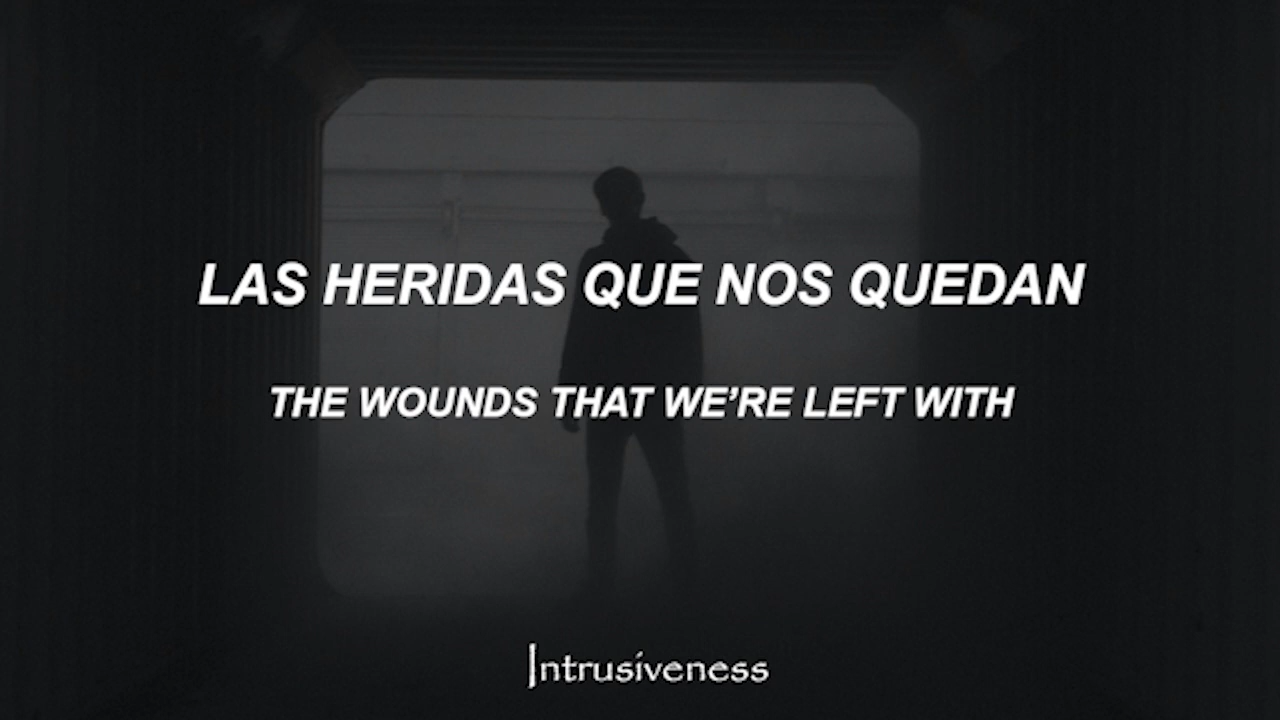 LAS HERIDAS QUE NOS QUEDAN
THE WOUNDS THAT WE’RE LEFT WITH
Intrusiveness